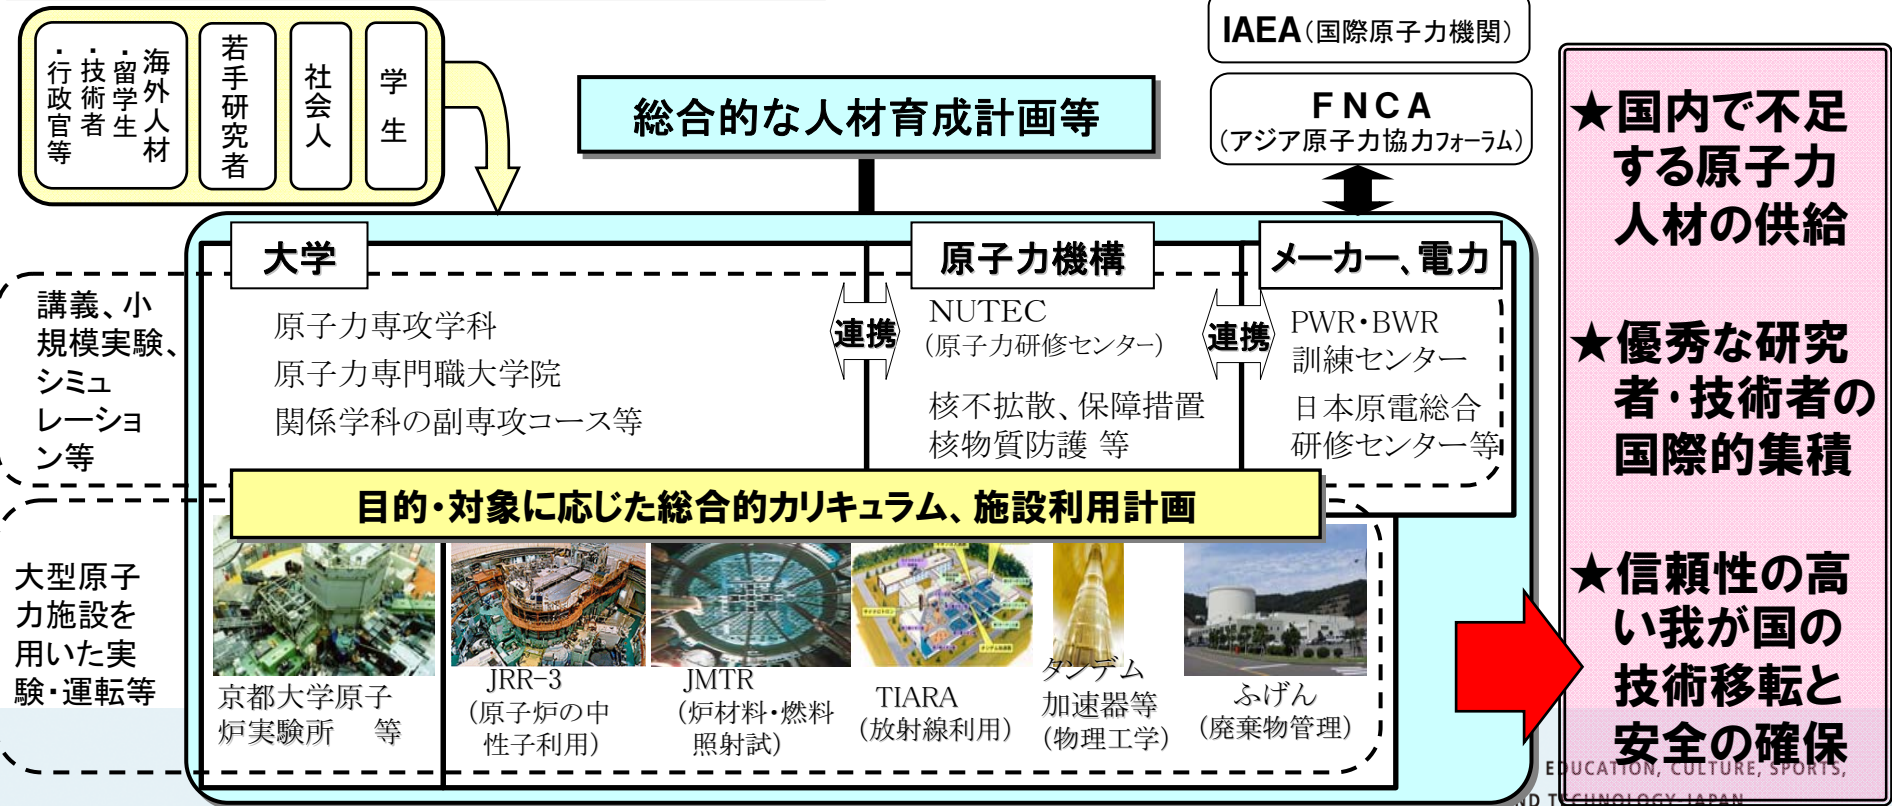 海外人材
・留学生
・技術者
・行政官等
若手研究者
社会人
学生
総合的な人材育成計画等
IAEA(国際原子力機関)
FNCA
(アジア原子力協力フォーラム)
大学
原子力機構
メーカー、電力
講義、小
規模実験、
シミュ
レーショ
ン等
原子力専攻学科
原子力専門職大学院
関係学科の副専攻コース等
連携
NUTEC
(原子力研修センター)
核不拡散、保障措置
核物質防護 等
連携
PWR・BWR
訓練センター
日本原電総合
研修センター等
目的・対象に応じた総合的カリキュラム、施設利用計画
大型原子
力施設を
用いた実
験・運転等
京都大学原子
炉実験所 等
JRR-3
(原子炉の中
性子利用)
JMTR
(炉材料・燃料
照射試)
TIARA
(放射線利用)
タンデム
加速器等
(物理工学)
ふげん
(廃棄物管理)
★国内で不足
する原子力
人材の供給
★優秀な研究
者・技術者の
国際的集積
★信頼性の高
い我が国の
技術移転と
安全の確保
EDUCATION, CULTURE, SPORTS,
ND TECHNOLOGY-JAPAN